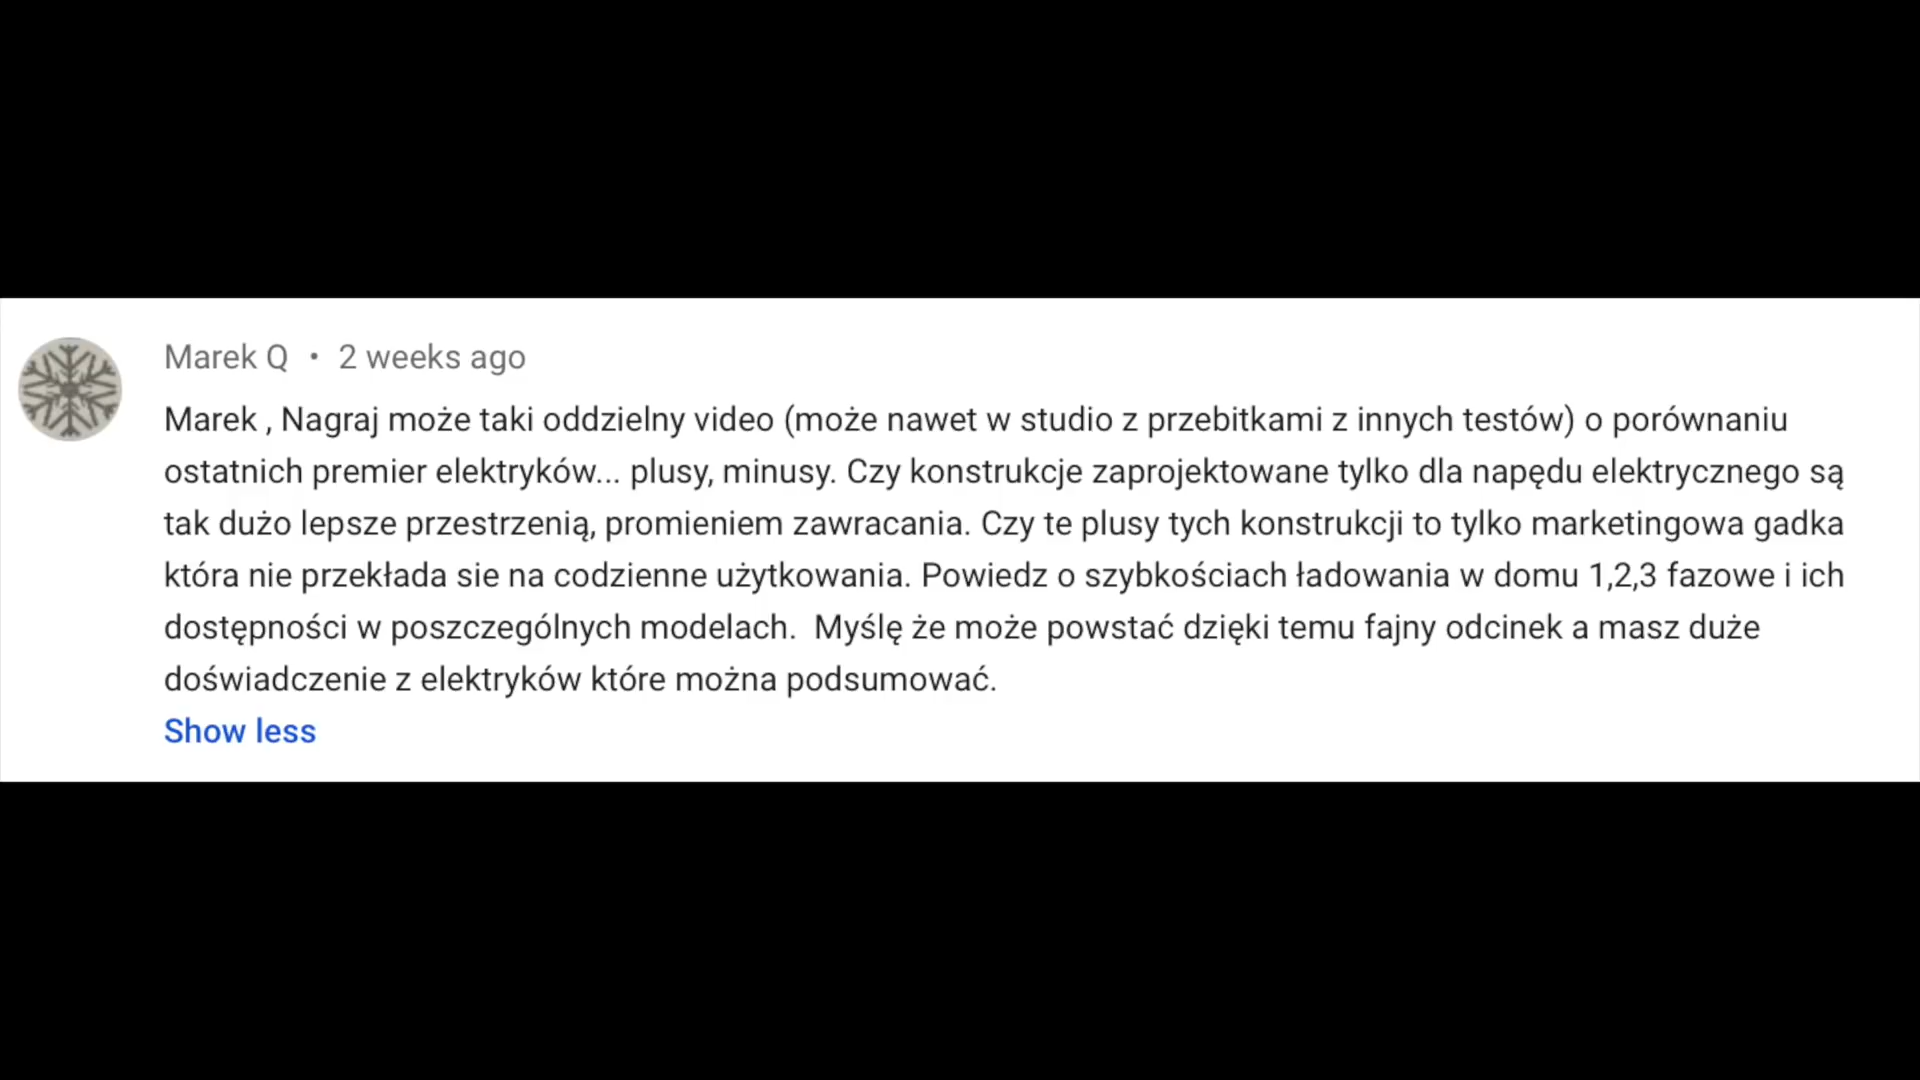 Marek Q • 2 weeks ago
Marek , Nagraj może taki oddzielny video (może nawet w studio z przebitkami z innych testów) o porównaniu
ostatnich premier elektryków... plusy, minusy. Czy konstrukcje zaprojektowane tylko dla napędu elektrycznego są
tak dużo lepsze przestrzenią, promieniem zawracania. Czy te plusy tych konstrukcji to tylko marketingowa gadka
która nie przekłada sie na codzienne użytkowania. Powiedz o szybkościach ładowania w domu 1,2,3 fazowe i ich
dostępności w poszczególnych modelach.  Myślę że może powstać dzięki temu fajny odcinek a masz duże
doświadczenie z elektryków które można podsumować.
Show less